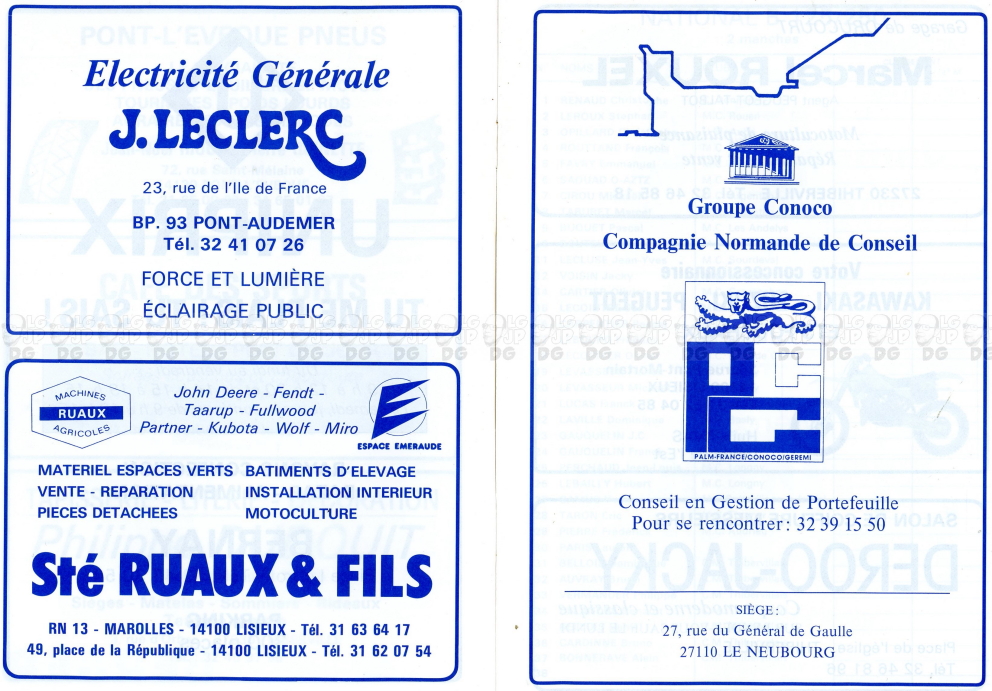 Electricité Générale
J. LECLERC
23, rue de l'Ile de France
BP. 93 PONT-AUDEMER
Tél. 32 41 07 26
FORCE ET LUMIÈRE
ÉCLAIRAGE PUBLIC
MACHINES
RUAUX
AGRICOLES
John Deere - Fendt -
Taarup - Fullwood
Partner - Kubota - Wolf - Miro
ESPACE EMERAUDE
MATERIEL ESPACES VERTS
VENTE - REPARATION
PIECES DETACHEES
BATIMENTS D'ELEVAGE
INSTALLATION INTERIEUR
MOTOCULTURE
Sté RUAUX & FILS
RN 13 - MAROLLES - 14100 LISIEUX - Tél. 31 63 64 17
49, place de la République - 14100 LISIEUX - Tél. 31 62 07 54
Groupe Conoco
Compagnie Normande de Conseil
PALM-FRANCE/CONOCO/GEREMI
Conseil en Gestion de Portefeuille
Pour se rencontrer : 32 39 15 50
SIÈGE :
27, rue du Général de Gaulle
27110 LE NEUBOURG